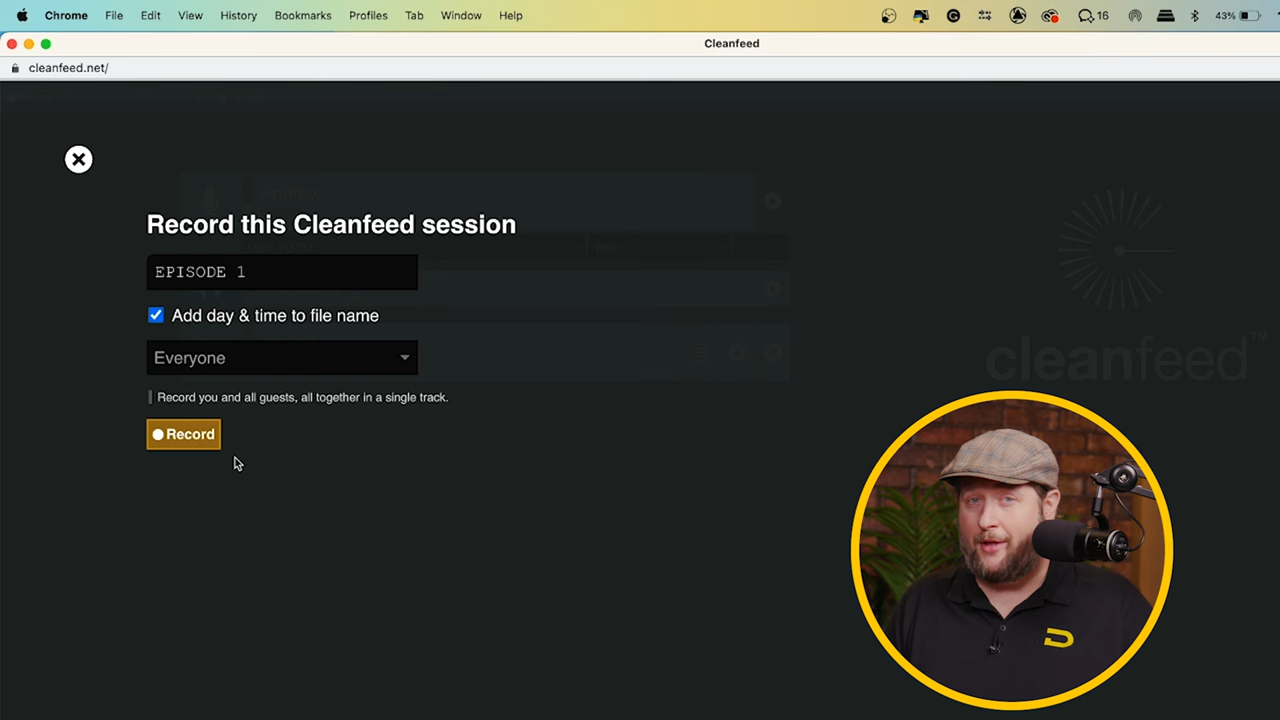 Chrome File Edit View History Bookmarks Profiles Tab Window Help 16 43%
Cleanfeed
cleanfeed.net/
Andrew
Record this Cleanfeed session
EPISODE 1
Add day & time to file name
Everyone
Record you and all guests, all together in a single track.
Record
cleanfeed™